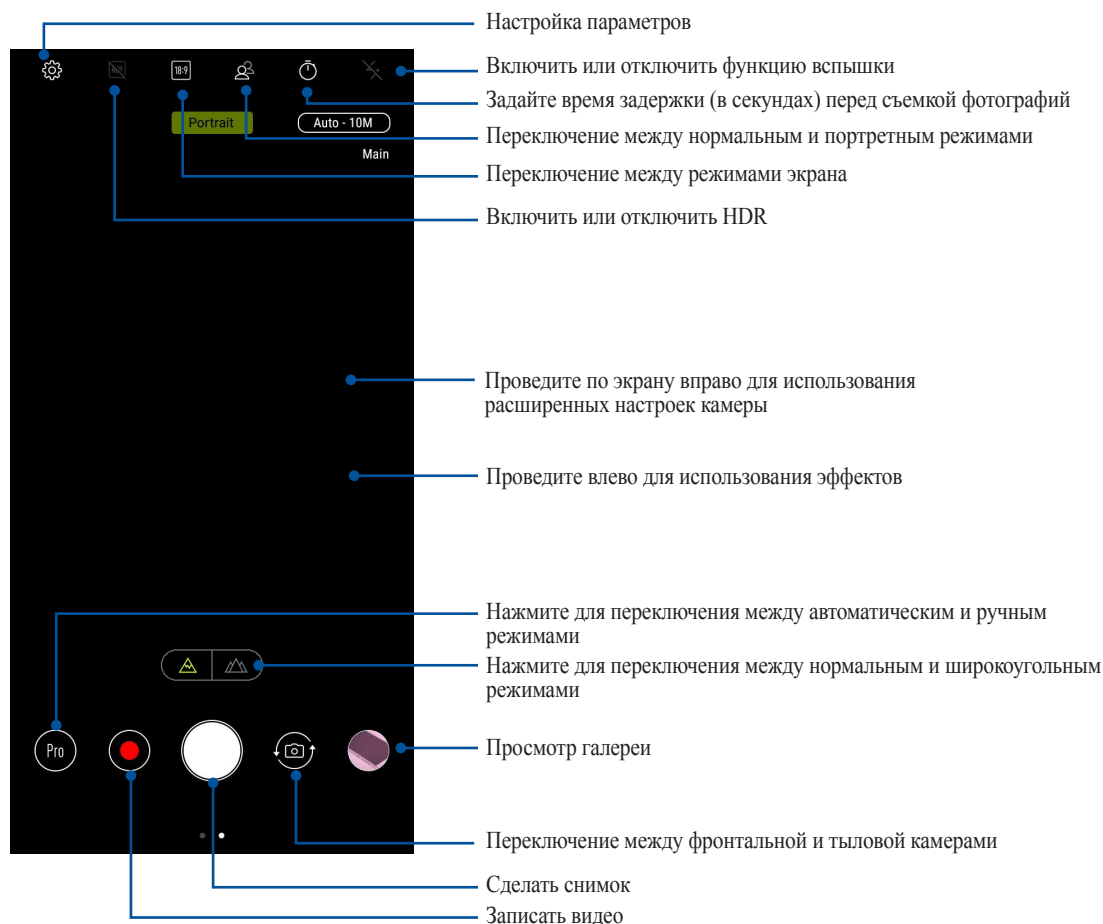 Настройка параметров
Включить или отключить функцию вспышки
18:9
Задайте время задержки (в секундах) перед съемкой фотографий
Portrait
Auto - 10M
Переключение между нормальным и портретным режимами
Main
Переключение между режимами экрана
Включить или отключить HDR
Проведите по экрану вправо для использования
расширенных настроек камеры
Проведите влево для использования эффектов
Нажмите для переключения между автоматическим и ручным
режимами
Нажмите для переключения между нормальным и широкоугольным
режимами
Pro
Просмотр галереи
Переключение между фронтальной и тыловой камерами
Сделать снимок
Записать видео